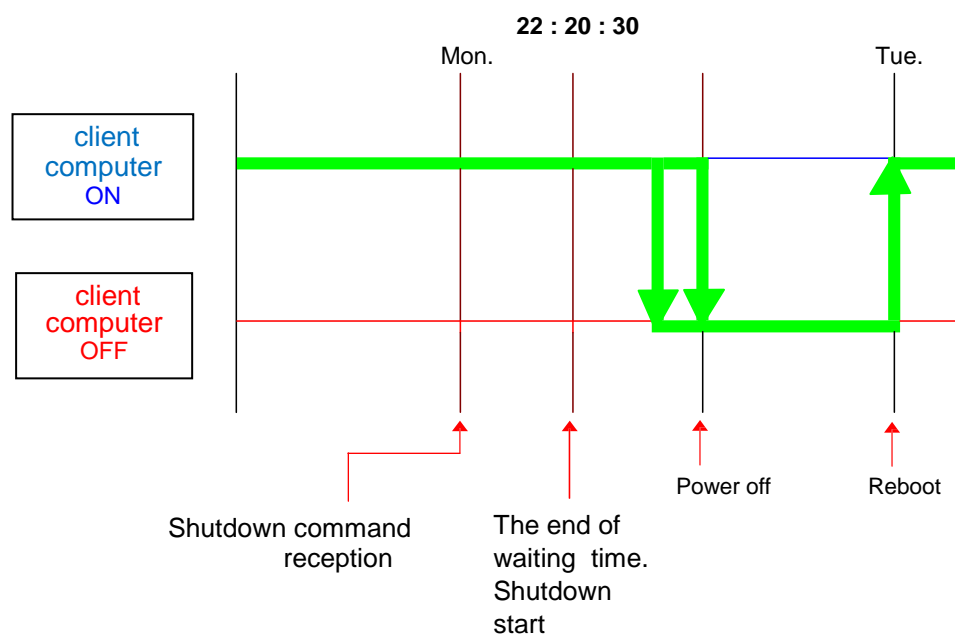 22 : 20 : 30
Mon.
Tue.
client
computer
ON
client
computer
OFF
Power off
Reboot
Shutdown command
reception
The end of
waiting time.
Shutdown
start